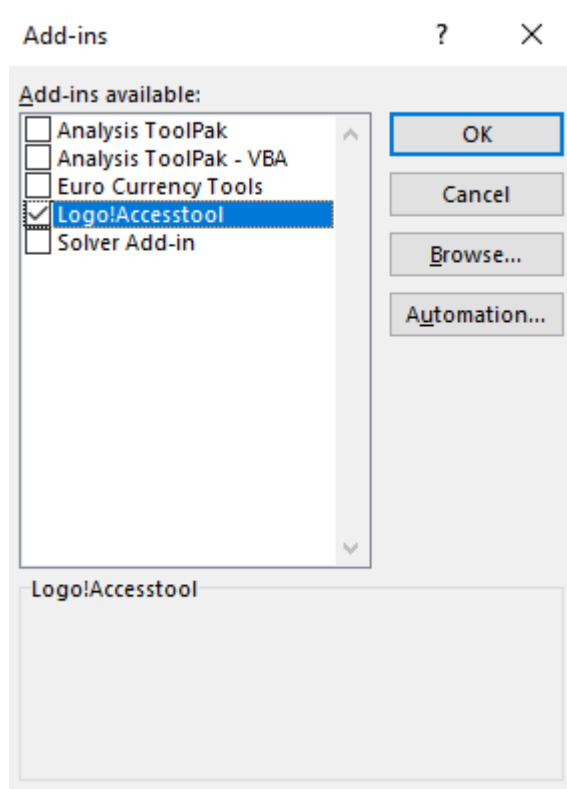 Add-ins
?
Add-ins available:
Analysis ToolPak
Analysis ToolPak - VBA
Euro Currency Tools
Logo!Accesstool
Solver Add-in
OK
Cancel
Browse...
Automation...
Logo!Accesstool